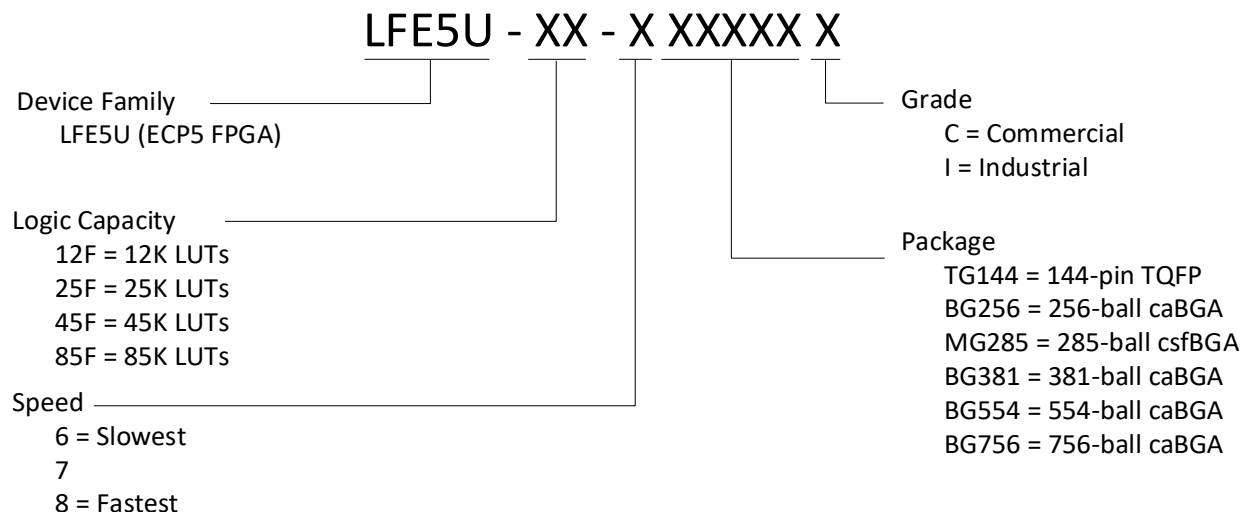 LFE5U - XX - X XXXXX X
Device Family
LFE5U (ECP5 FPGA)
Logic Capacity
12F = 12K LUTs
25F = 25K LUTs
45F = 45K LUTs
85F = 85K LUTs
Speed
6 = Slowest
7
8 = Fastest
Grade
C = Commercial
I = Industrial
Package
TG144 = 144-pin TQFP
BG256 = 256-ball caBGA
MG285 = 285-ball csfBGA
BG381 = 381-ball caBGA
BG554 = 554-ball caBGA
BG756 = 756-ball caBGA